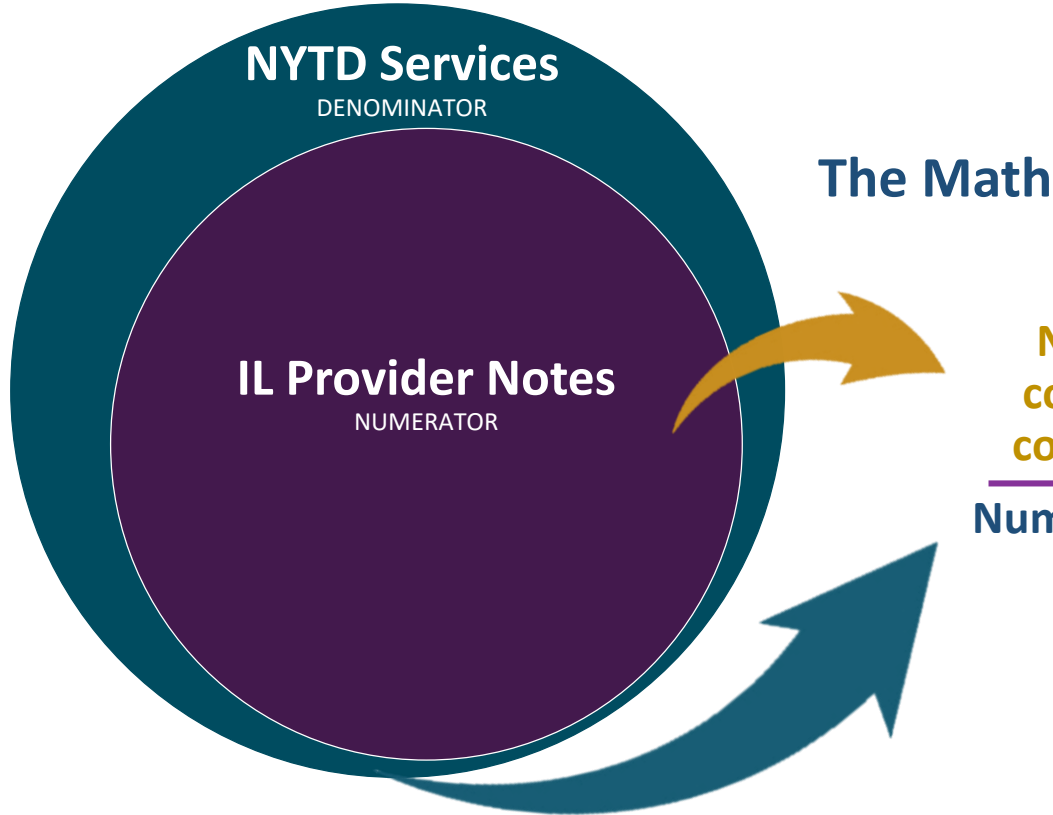 NYTD Services
DENOMINATOR
The Math
IL Provider Notes
NUMERATOR